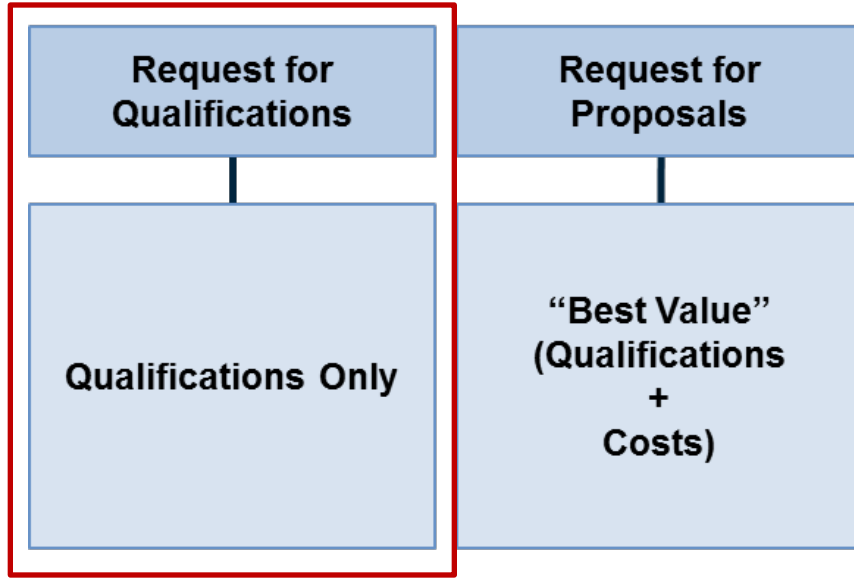 Request for
Qualifications
Qualifications Only
Request for
Proposals
“Best Value”
(Qualifications
+
Costs)